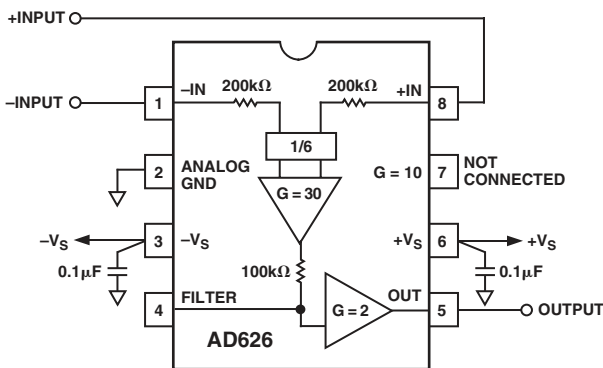 +INPUT
–INPUT
1
–IN
200kΩ
200kΩ
+IN
8
1/6
2
ANALOG
GND
G = 30
G = 10
7
NOT
CONNECTED
–VS
3
–VS
+VS
6
+VS
0.1µF
0.1µF
100kΩ
4
FILTER
G = 2
OUT
5
OUTPUT
AD626